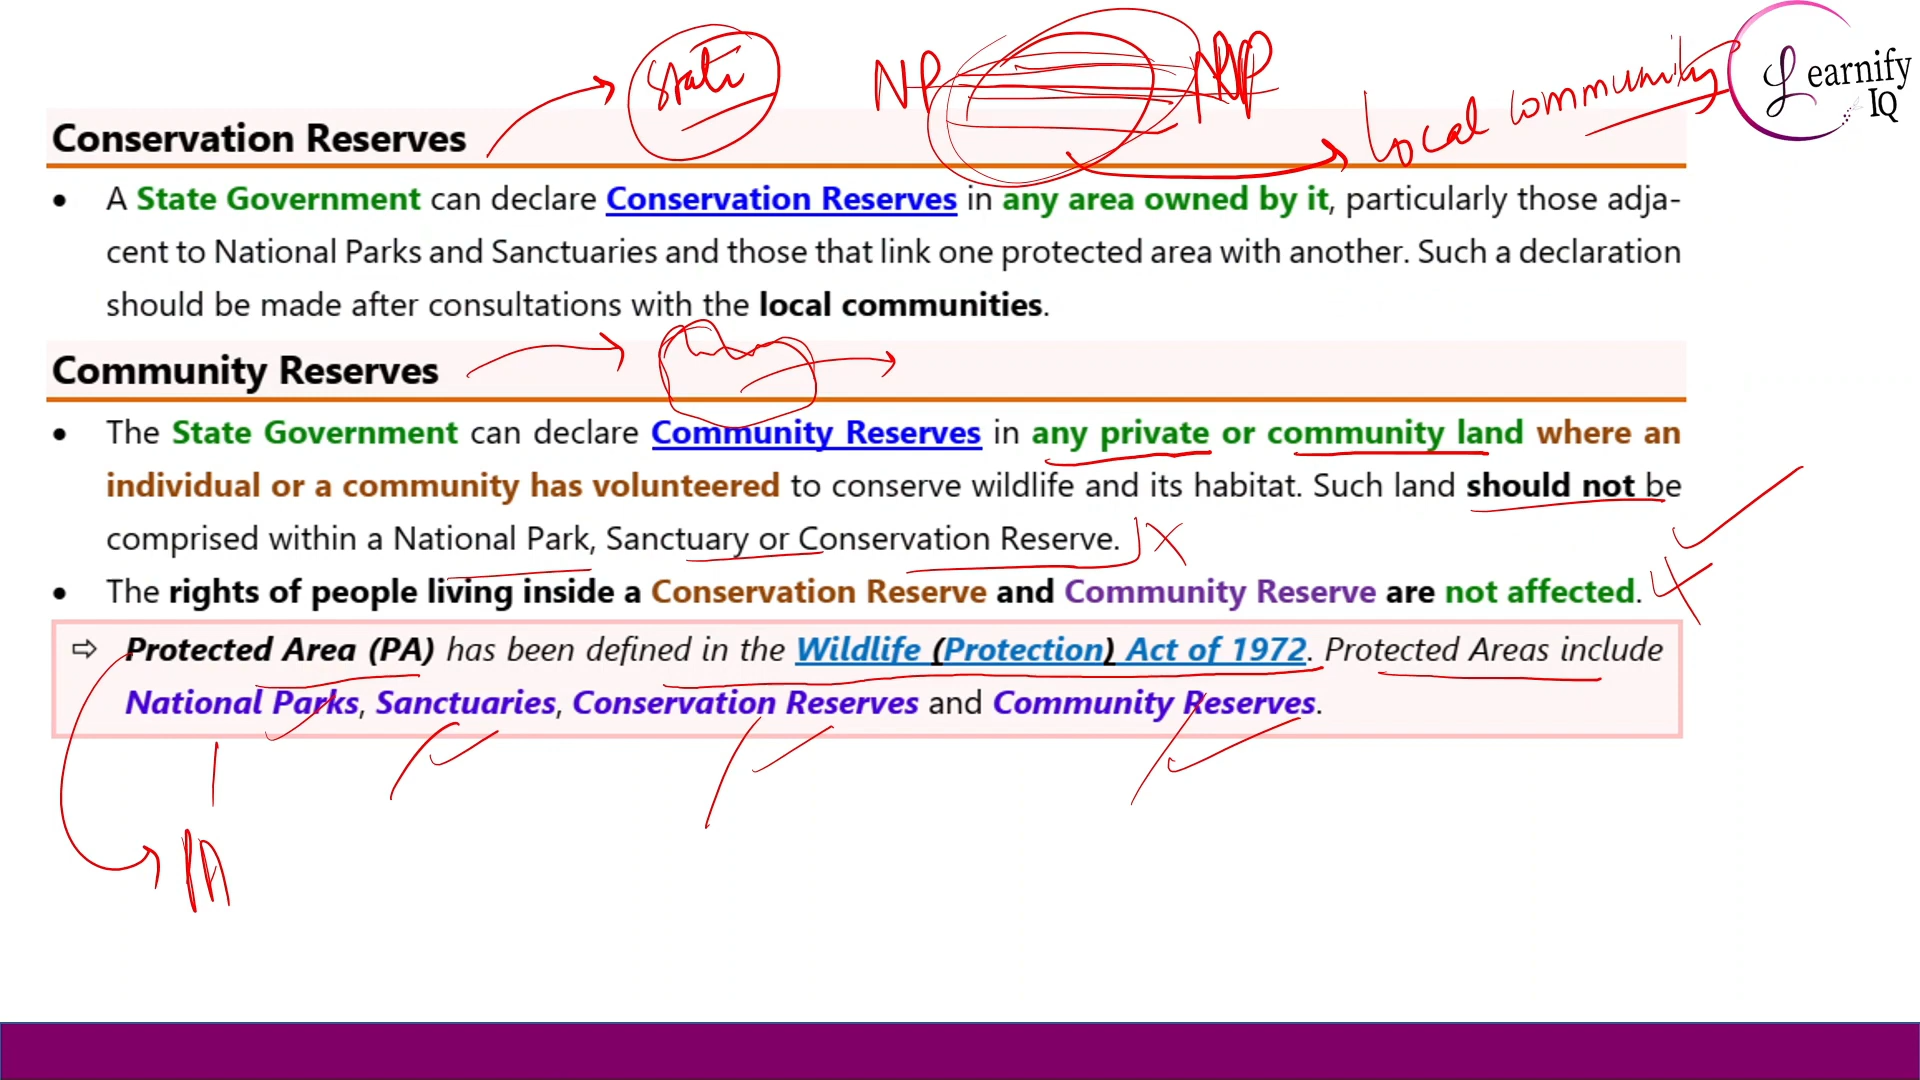 State
NP NP
Local community
Learnify
IQ
Conservation Reserves
• A State Government can declare Conservation Reserves in any area owned by it, particularly those adja-
cent to National Parks and Sanctuaries and those that link one protected area with another. Such a declaration
should be made after consultations with the local communities.
Community Reserves
• The State Government can declare Community Reserves in any private or community land where an
individual or a community has volunteered to conserve wildlife and its habitat. Such land should not be
comprised within a National Park, Sanctuary or Conservation Reserve.
• The rights of people living inside a Conservation Reserve and Community Reserve are not affected.
⇨ Protected Area (PA) has been defined in the Wildlife (Protection) Act of 1972. Protected Areas include
National Parks, Sanctuaries, Conservation Reserves and Community Reserves.
PA